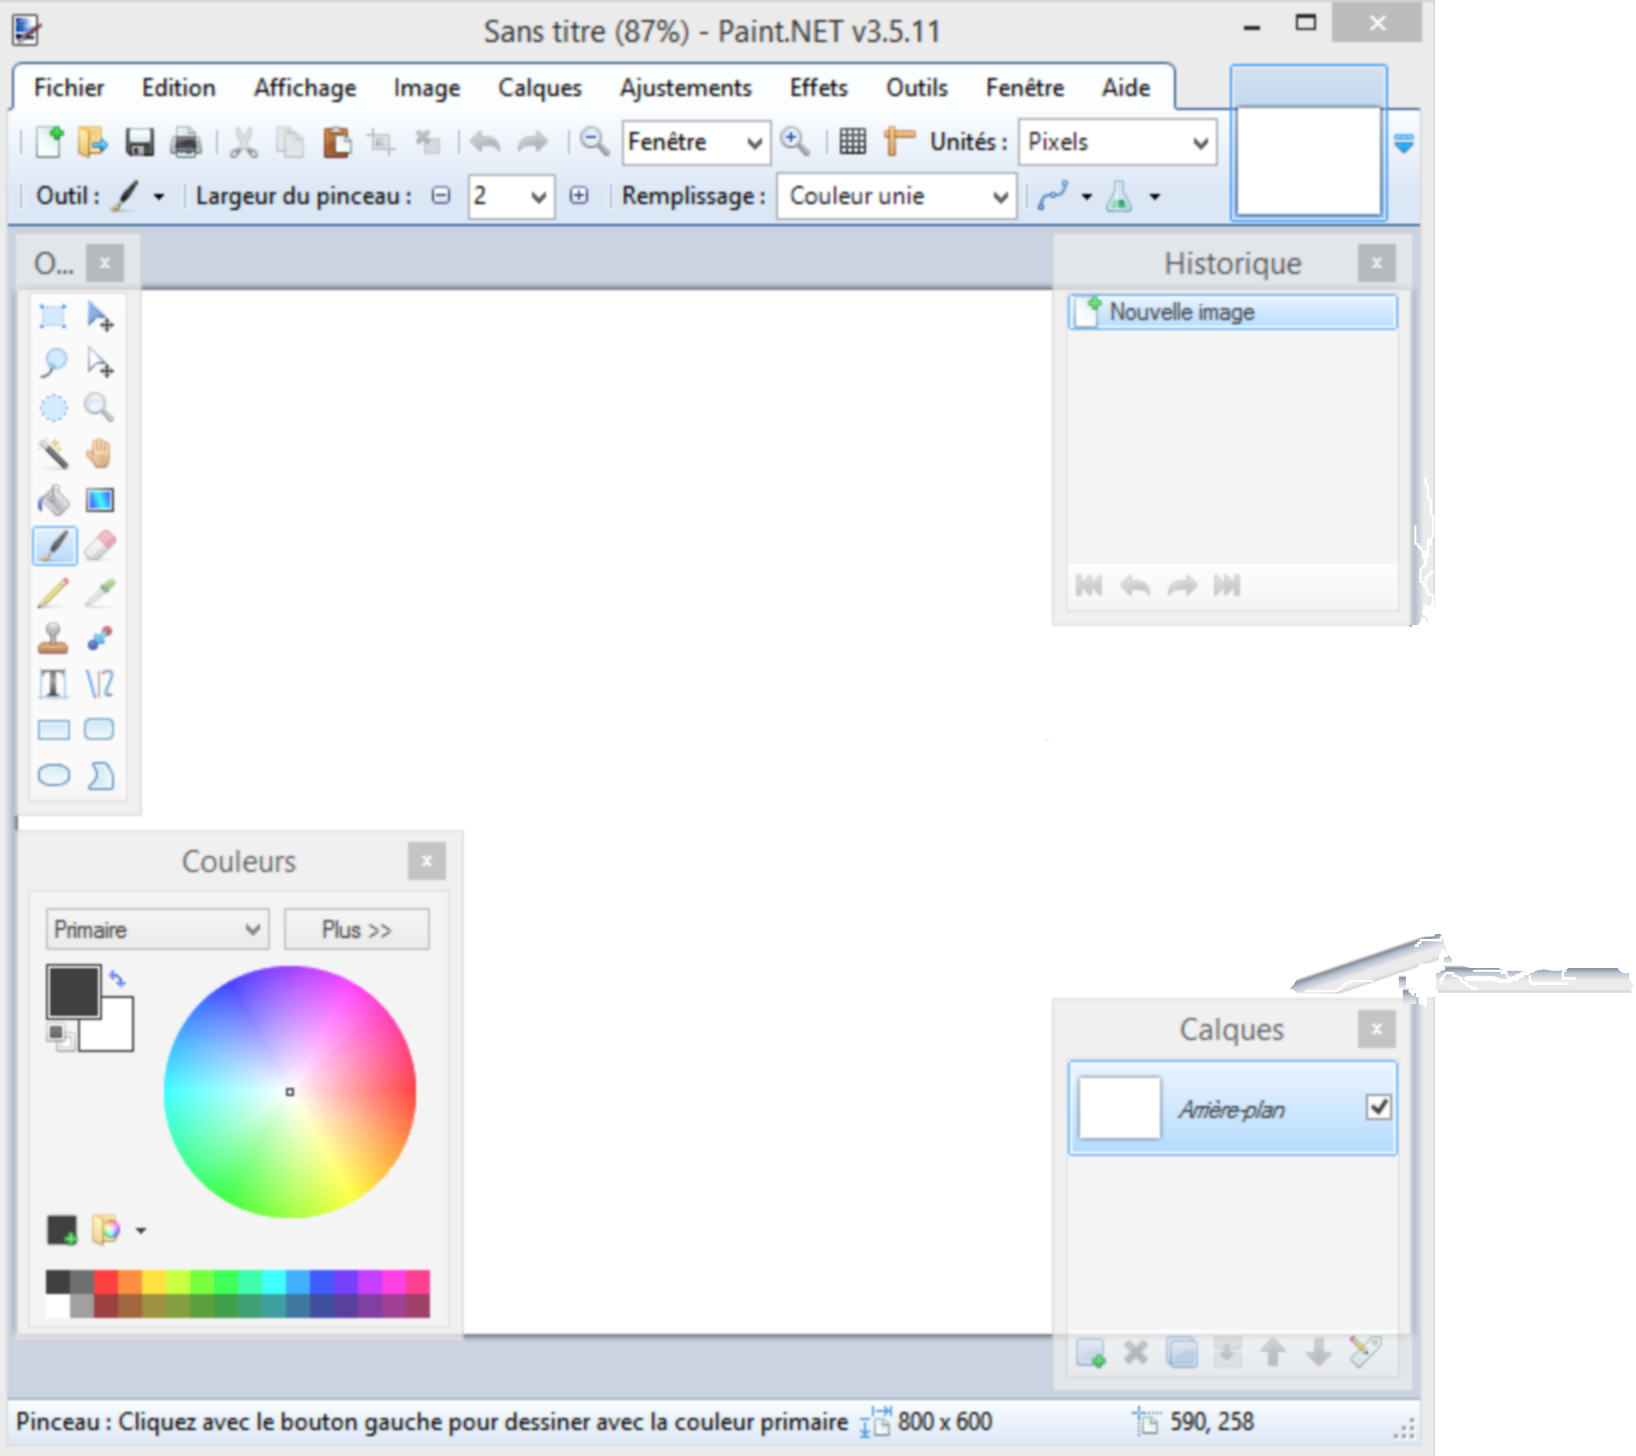 Sans titre (87%) - Paint.NET v3.5.11
Fichier Edition Affichage Image Calques Ajustements Effets Outils Fenêtre Aide
Fenêtre Unités : Pixels
Outil : Largeur du pinceau : 2 Remplissage : Couleur unie
O...
Historique
Nouvelle image
Couleurs
Primaire Plus >>
Calques
Arrière-plan
Pinceau : Cliquez avec le bouton gauche pour dessiner avec la couleur primaire 800 x 600 590, 258